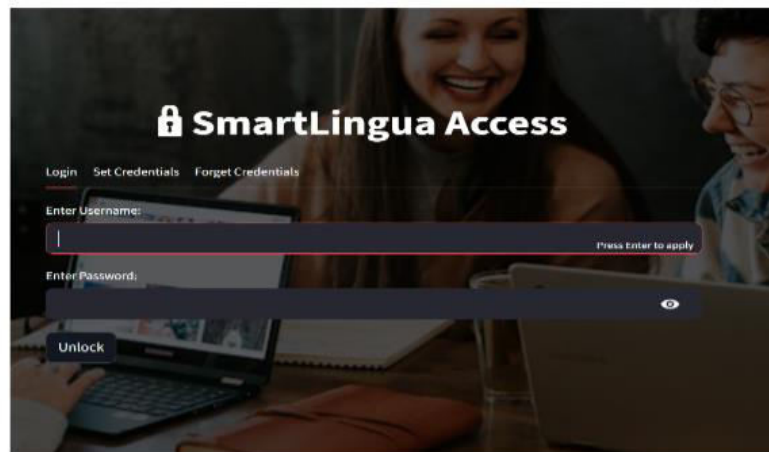 SmartLingua Access
Login Set Credentials Forget Credentials
Enter Username:
Press Enter to apply
Enter Password:
Unlock